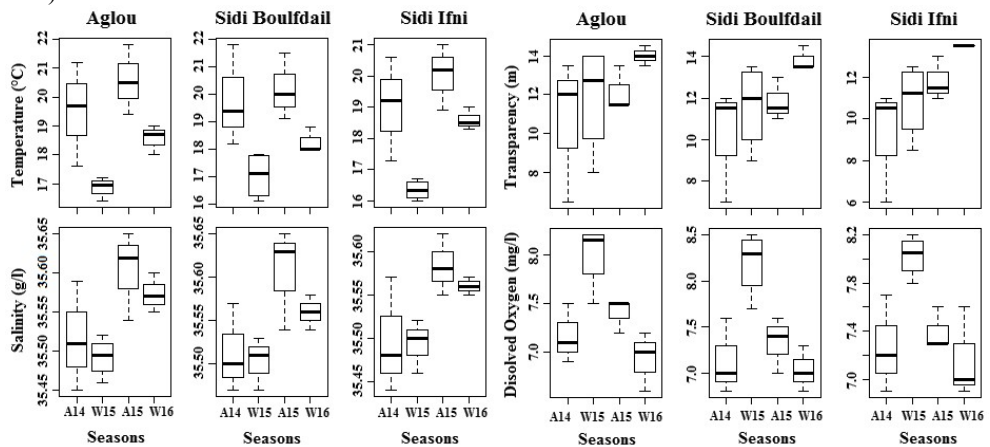 Aglou
Sidi Boulfdail
Sidi Ifni
Aglou
Sidi Boulfdail
Sidi Ifni
Temperature (°C)
22
21
20
19
18
17
22
21
20
19
18
17
16
21
20
19
18
17
16
Transparency (m)
14
12
10
8
14
12
10
8
12
10
8
6
Salinity (g/l)
35.65
35.60
35.55
35.50
35.45
35.65
35.60
35.55
35.50
35.60
35.55
35.50
35.45
Disolved Oxygen (mg/l)
8.0
7.5
7.0
8.5
8.0
7.5
7.0
8.2
7.8
7.4
7.0
A14 W15 A15 W16
A14 W15 A15 W16
A14 W15 A15 W16
A14 W15 A15 W16
A14 W15 A15 W16
A14 W15 A15 W16
Seasons
Seasons
Seasons
Seasons
Seasons
Seasons